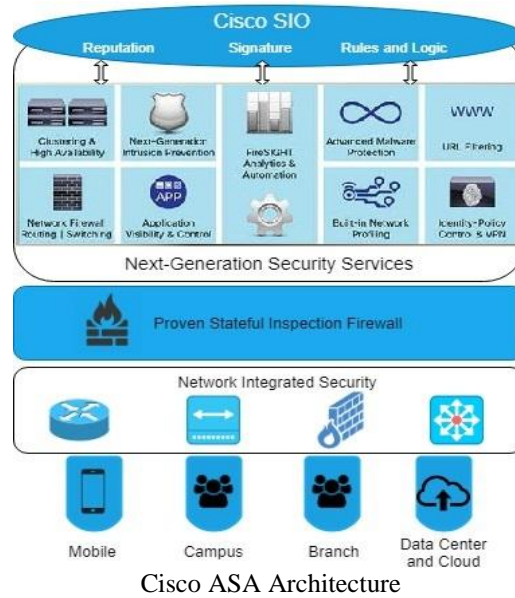 Cisco SIO
Reputation Signature Rules and Logic
Clustering &
High Availability
Next-Generation
Intrusion Prevention
FireSIGHT
Analytics &
Automation
Advanced Malware
Protection
WWW
URL Filtering
Network Firewall
Routing | Switching
APP
Application
Visibility & Control
Built-in Network
Profiling
Identity-Policy
Control & VPN
Next-Generation Security Services
Proven Stateful Inspection Firewall
Network Integrated Security
Mobile
Campus
Branch
Data Center
and Cloud
Cisco ASA Architecture